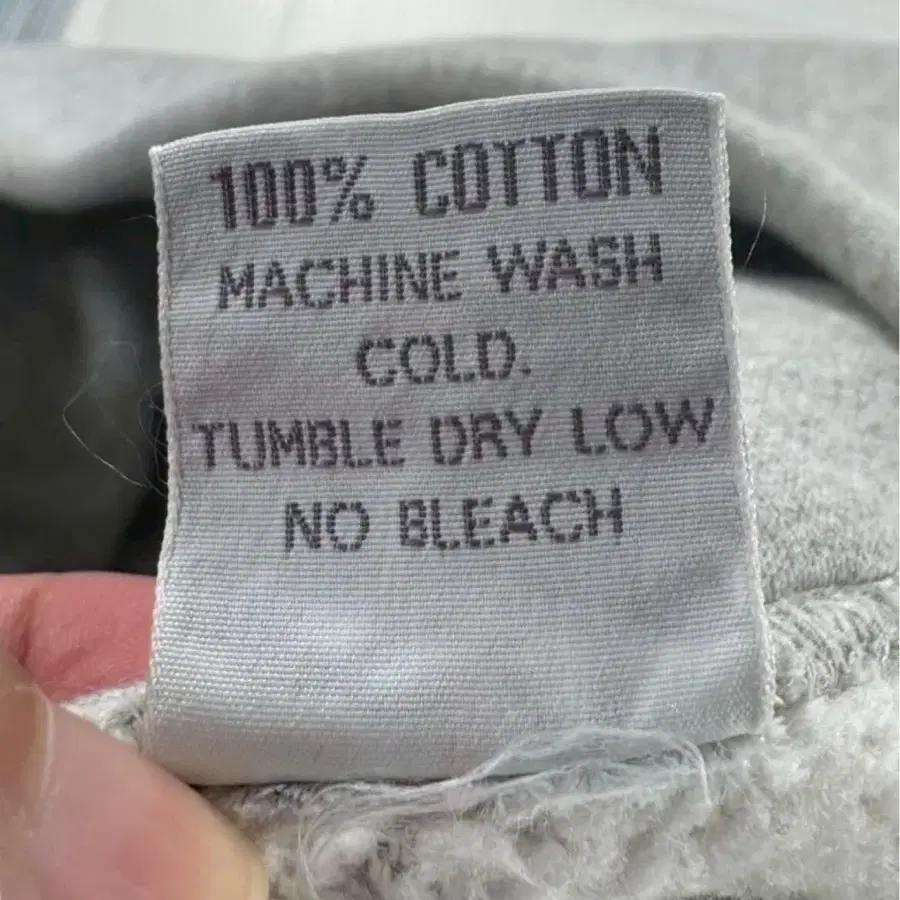 100% COTTON
MACHINE WASH
COLD.
TUMBLE DRY LOW
NO BLEACH